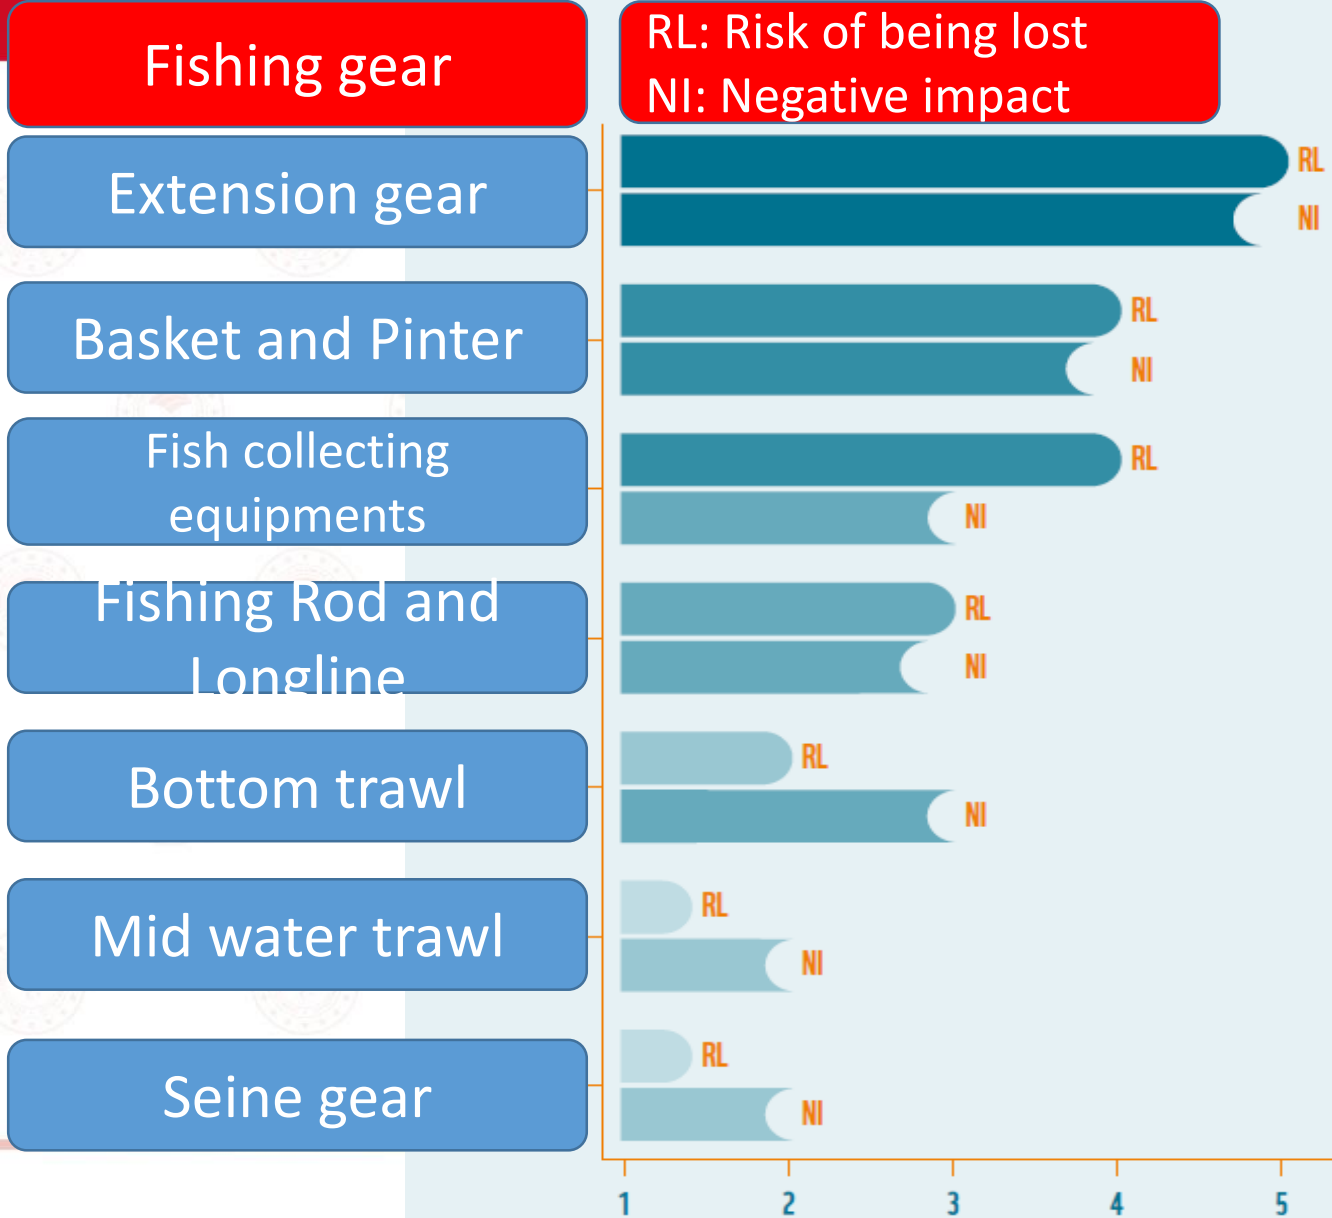 Fishing gear
RL: Risk of being lost
NI: Negative impact
Extension gear
RL
NI
Basket and Pinter
RL
NI
Fish collecting
equipments
RL
NI
Fishing Rod and
Longline
RL
NI
Bottom trawl
RL
NI
Mid water trawl
RL
NI
Seine gear
RL
NI
1 2 3 4 5